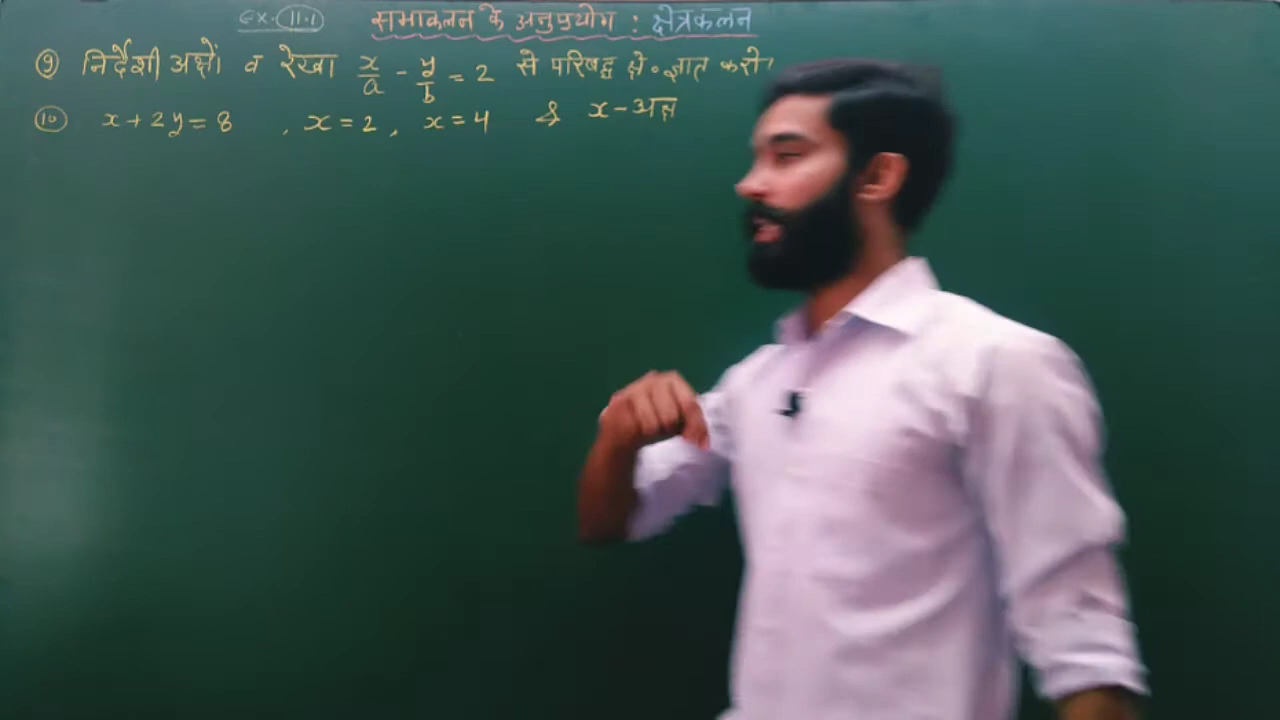 Ex. 11.1 समाकलन के अनुप्रयोग : क्षेत्रकलन
9 निर्देशी अक्षों व रेखा x/a - y/b = 2 से परिबद्ध क्षे॰ ज्ञात करो।
10 x + 2y = 8 , x = 2 , x = 4 & x-अक्ष